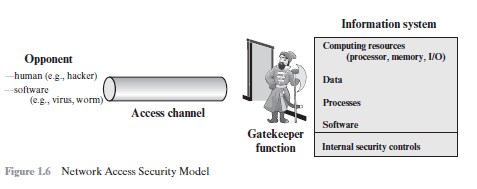 Information system
Opponent
—human (e.g., hacker)
—software
(e.g., virus, worm)
Access channel
Gatekeeper
function
Computing resources
(processor, memory, I/O)
Data
Processes
Software
Internal security controls
Figure 1.6 Network Access Security Model